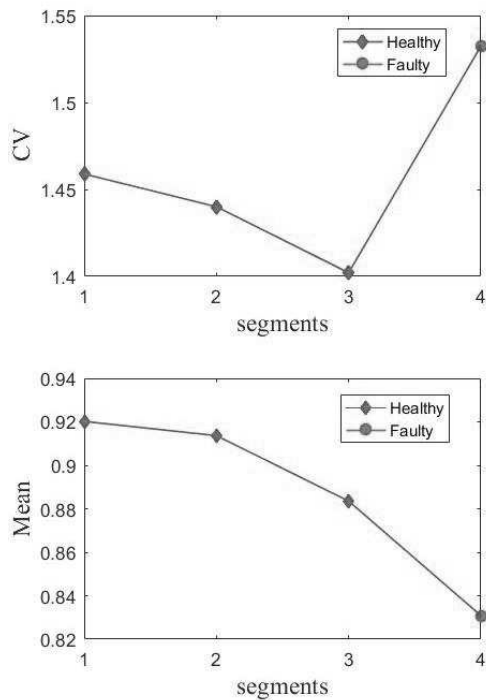 1.55
Healthy
Faulty
1.5
CV
1.45
1.4
1 2 3 4
segments
0.94
Healthy
Faulty
0.92
0.9
Mean
0.88
0.86
0.84
0.82
1 2 3 4
segments